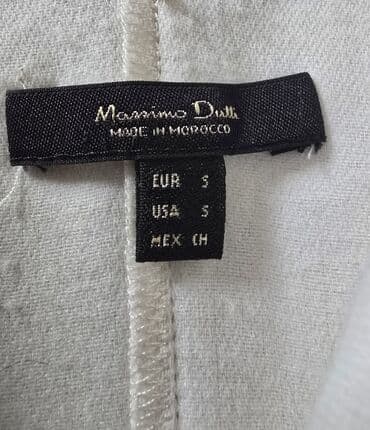 Massimo Dutti
MADE IN MOROCCO
EUR S
USA S
MEX CH